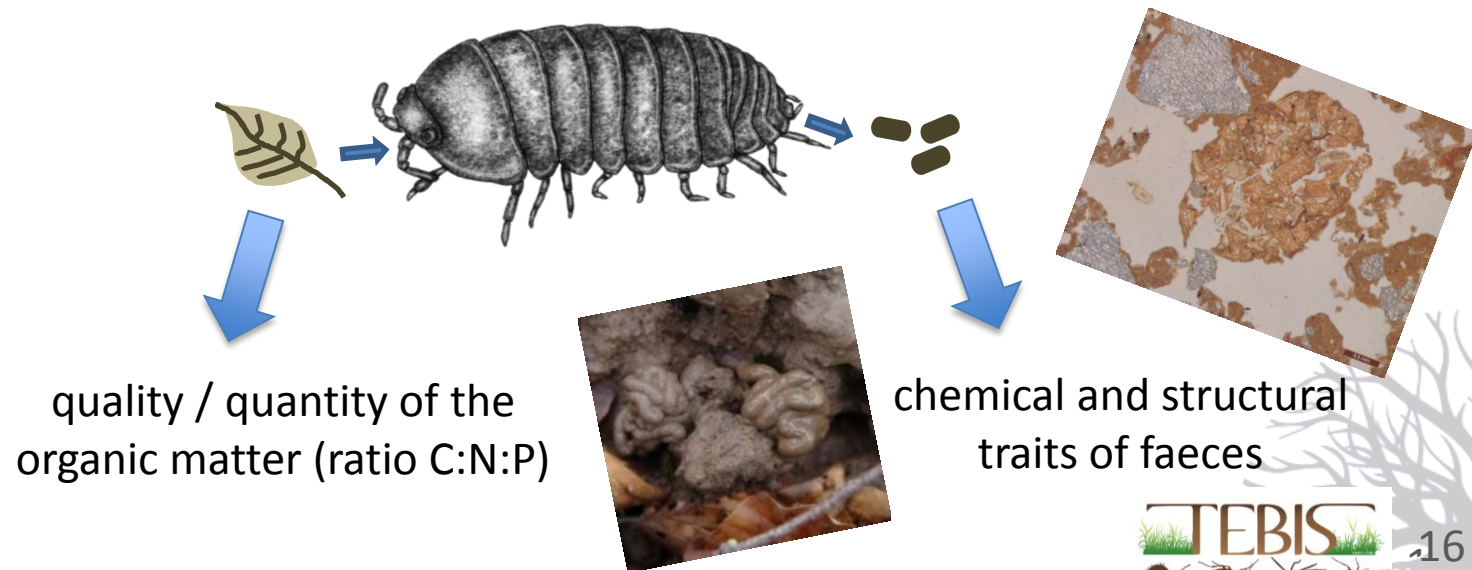 quality / quantity of the
organic matter (ratio C:N:P)
chemical and structural
traits of faeces
TEBIS
16